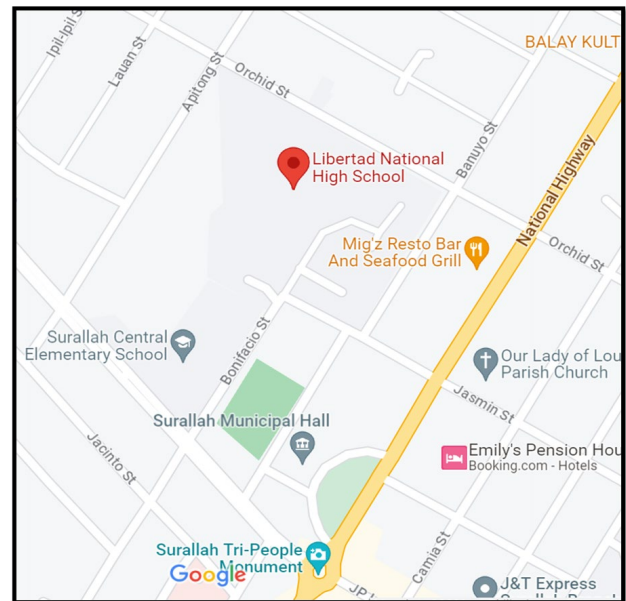 BALAY KULT
Ipil-Ipil S
Lauan St
Apitong St
Orchid St
Banuyo St
National Highway
Libertad National
High School
Mig'z Resto Bar
And Seafood Grill
Orchid St
Surallah Central
Elementary School
Bonifacio St
Our Lady of Lou
Parish Church
Jasmin St
Surallah Municipal Hall
Jacinto St
Emily's Pension Hou
Booking.com - Hotels
Surallah Tri-People
Monument
Google
Camia St
JP
J&T Express